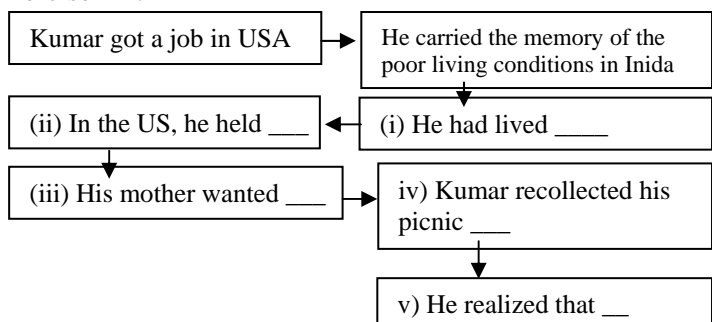 Kumar got a job in USA
He carried the memory of the
poor living conditions in Inida
(i) He had lived ____
(ii) In the US, he held ___
(iii) His mother wanted ___
iv) Kumar recollected his
picnic ___
v) He realized that __